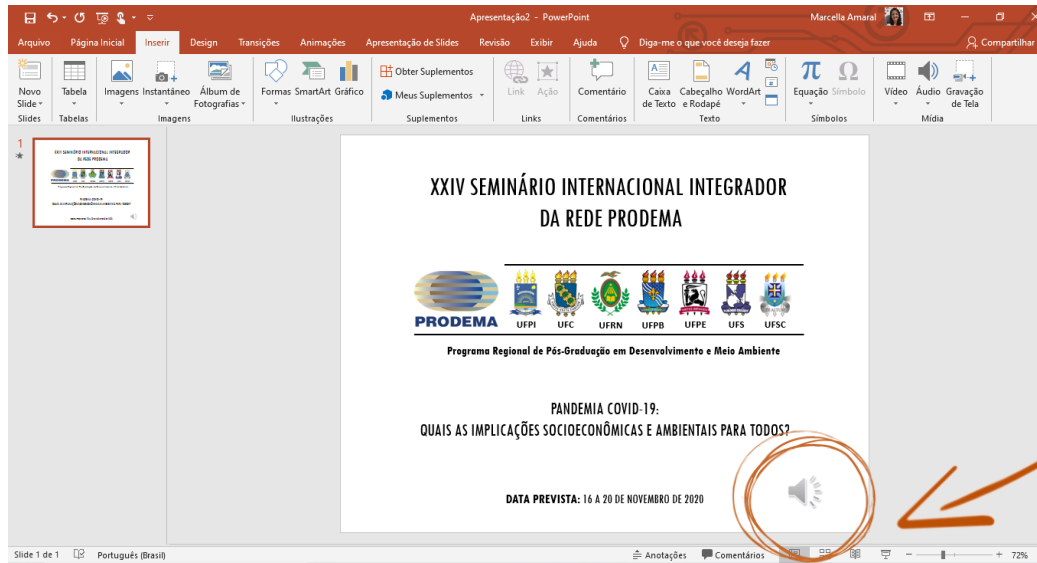 Apresentação2 - PowerPoint
Marcella Amaral
Arquivo Página Inicial Inserir Design Transições Animações Apresentação de Slides Revisão Exibir Ajuda Diga-me o que você deseja fazer Compartilhar
Novo Slide
Tabela
Imagens
Instantâneo
Álbum de Fotografias
Formas
SmartArt
Gráfico
Obter Suplementos
Meus Suplementos
Link
Ação
Comentário
Caixa de Texto
Cabeçalho e Rodapé
WordArt
Equação
Símbolo
Vídeo
Áudio
Gravação de Tela
Slides Tabelas Imagens Ilustrações Suplementos Links Comentários Texto Símbolos Mídia
1
XXIV SEMINÁRIO INTERNACIONAL INTEGRADOR
DA REDE PRODEMA
PRODEMA UFPI UFC UFRN UFPB UFPE UFS UFSC
Programa Regional de Pós-Graduação em Desenvolvimento e Meio Ambiente
PANDEMIA COVID-19:
QUAIS AS IMPLICAÇÕES SOCIOECONÔMICAS E AMBIENTAIS PARA TODOS?
DATA PREVISTA: 16 A 20 DE NOVEMBRO DE 2020
Slide 1 de 1 Português (Brasil) Anotações Comentários 72%